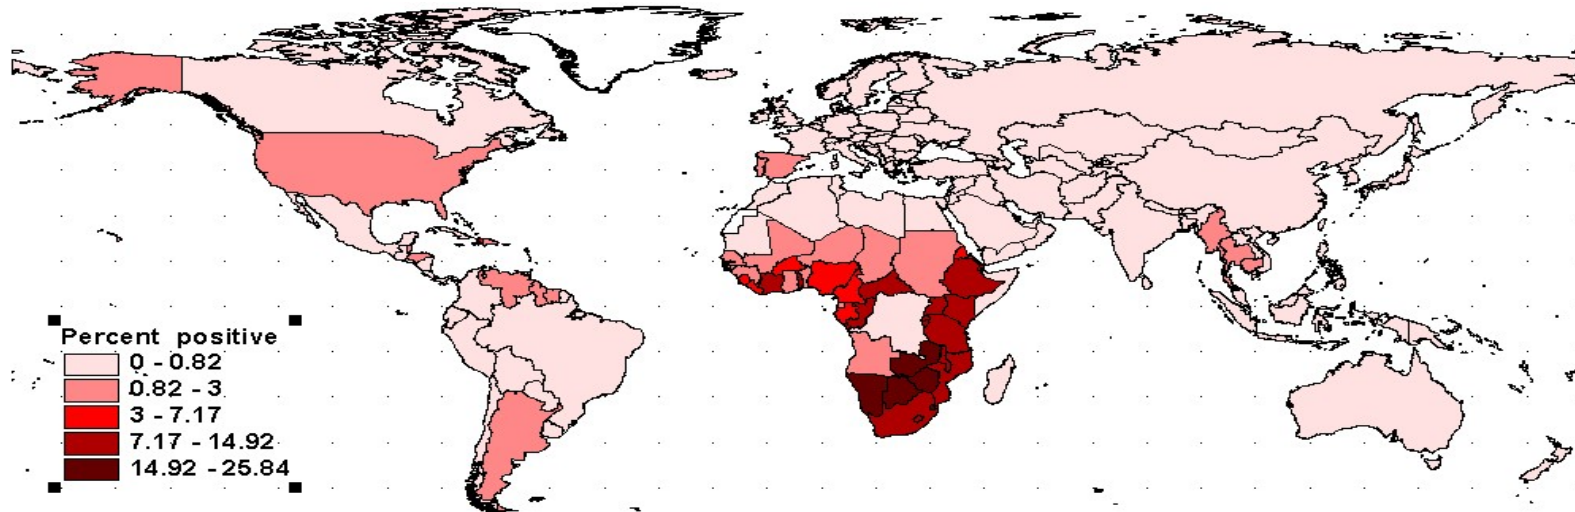 Percent positive
0 - 0.82
0.82 - 3
3 - 7.17
7.17 - 14.92
14.92 - 25.84